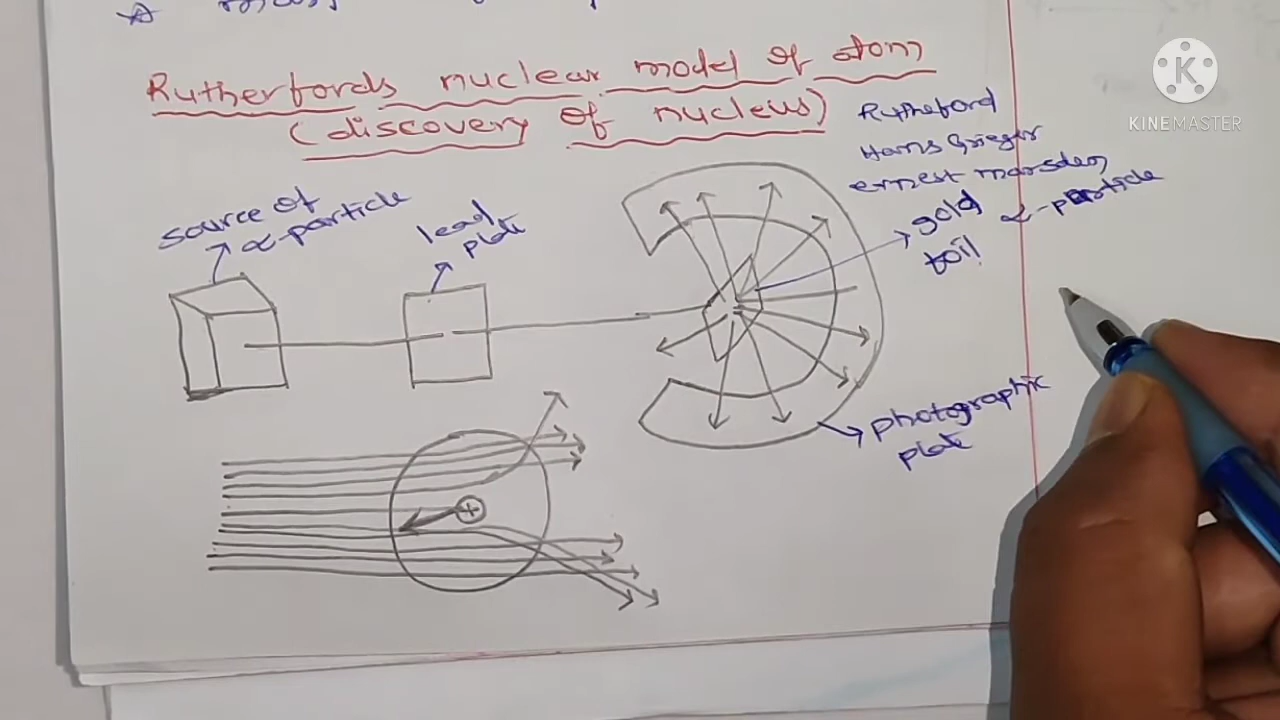 Rutherfords nuclear model of atom
(discovery of nucleus)
Rutheford
Hans Grieger
ernest marsden
α-particle
source of
α-particle
lead
plate
gold
foil
photographic
plate
+
K
KINEMASTER